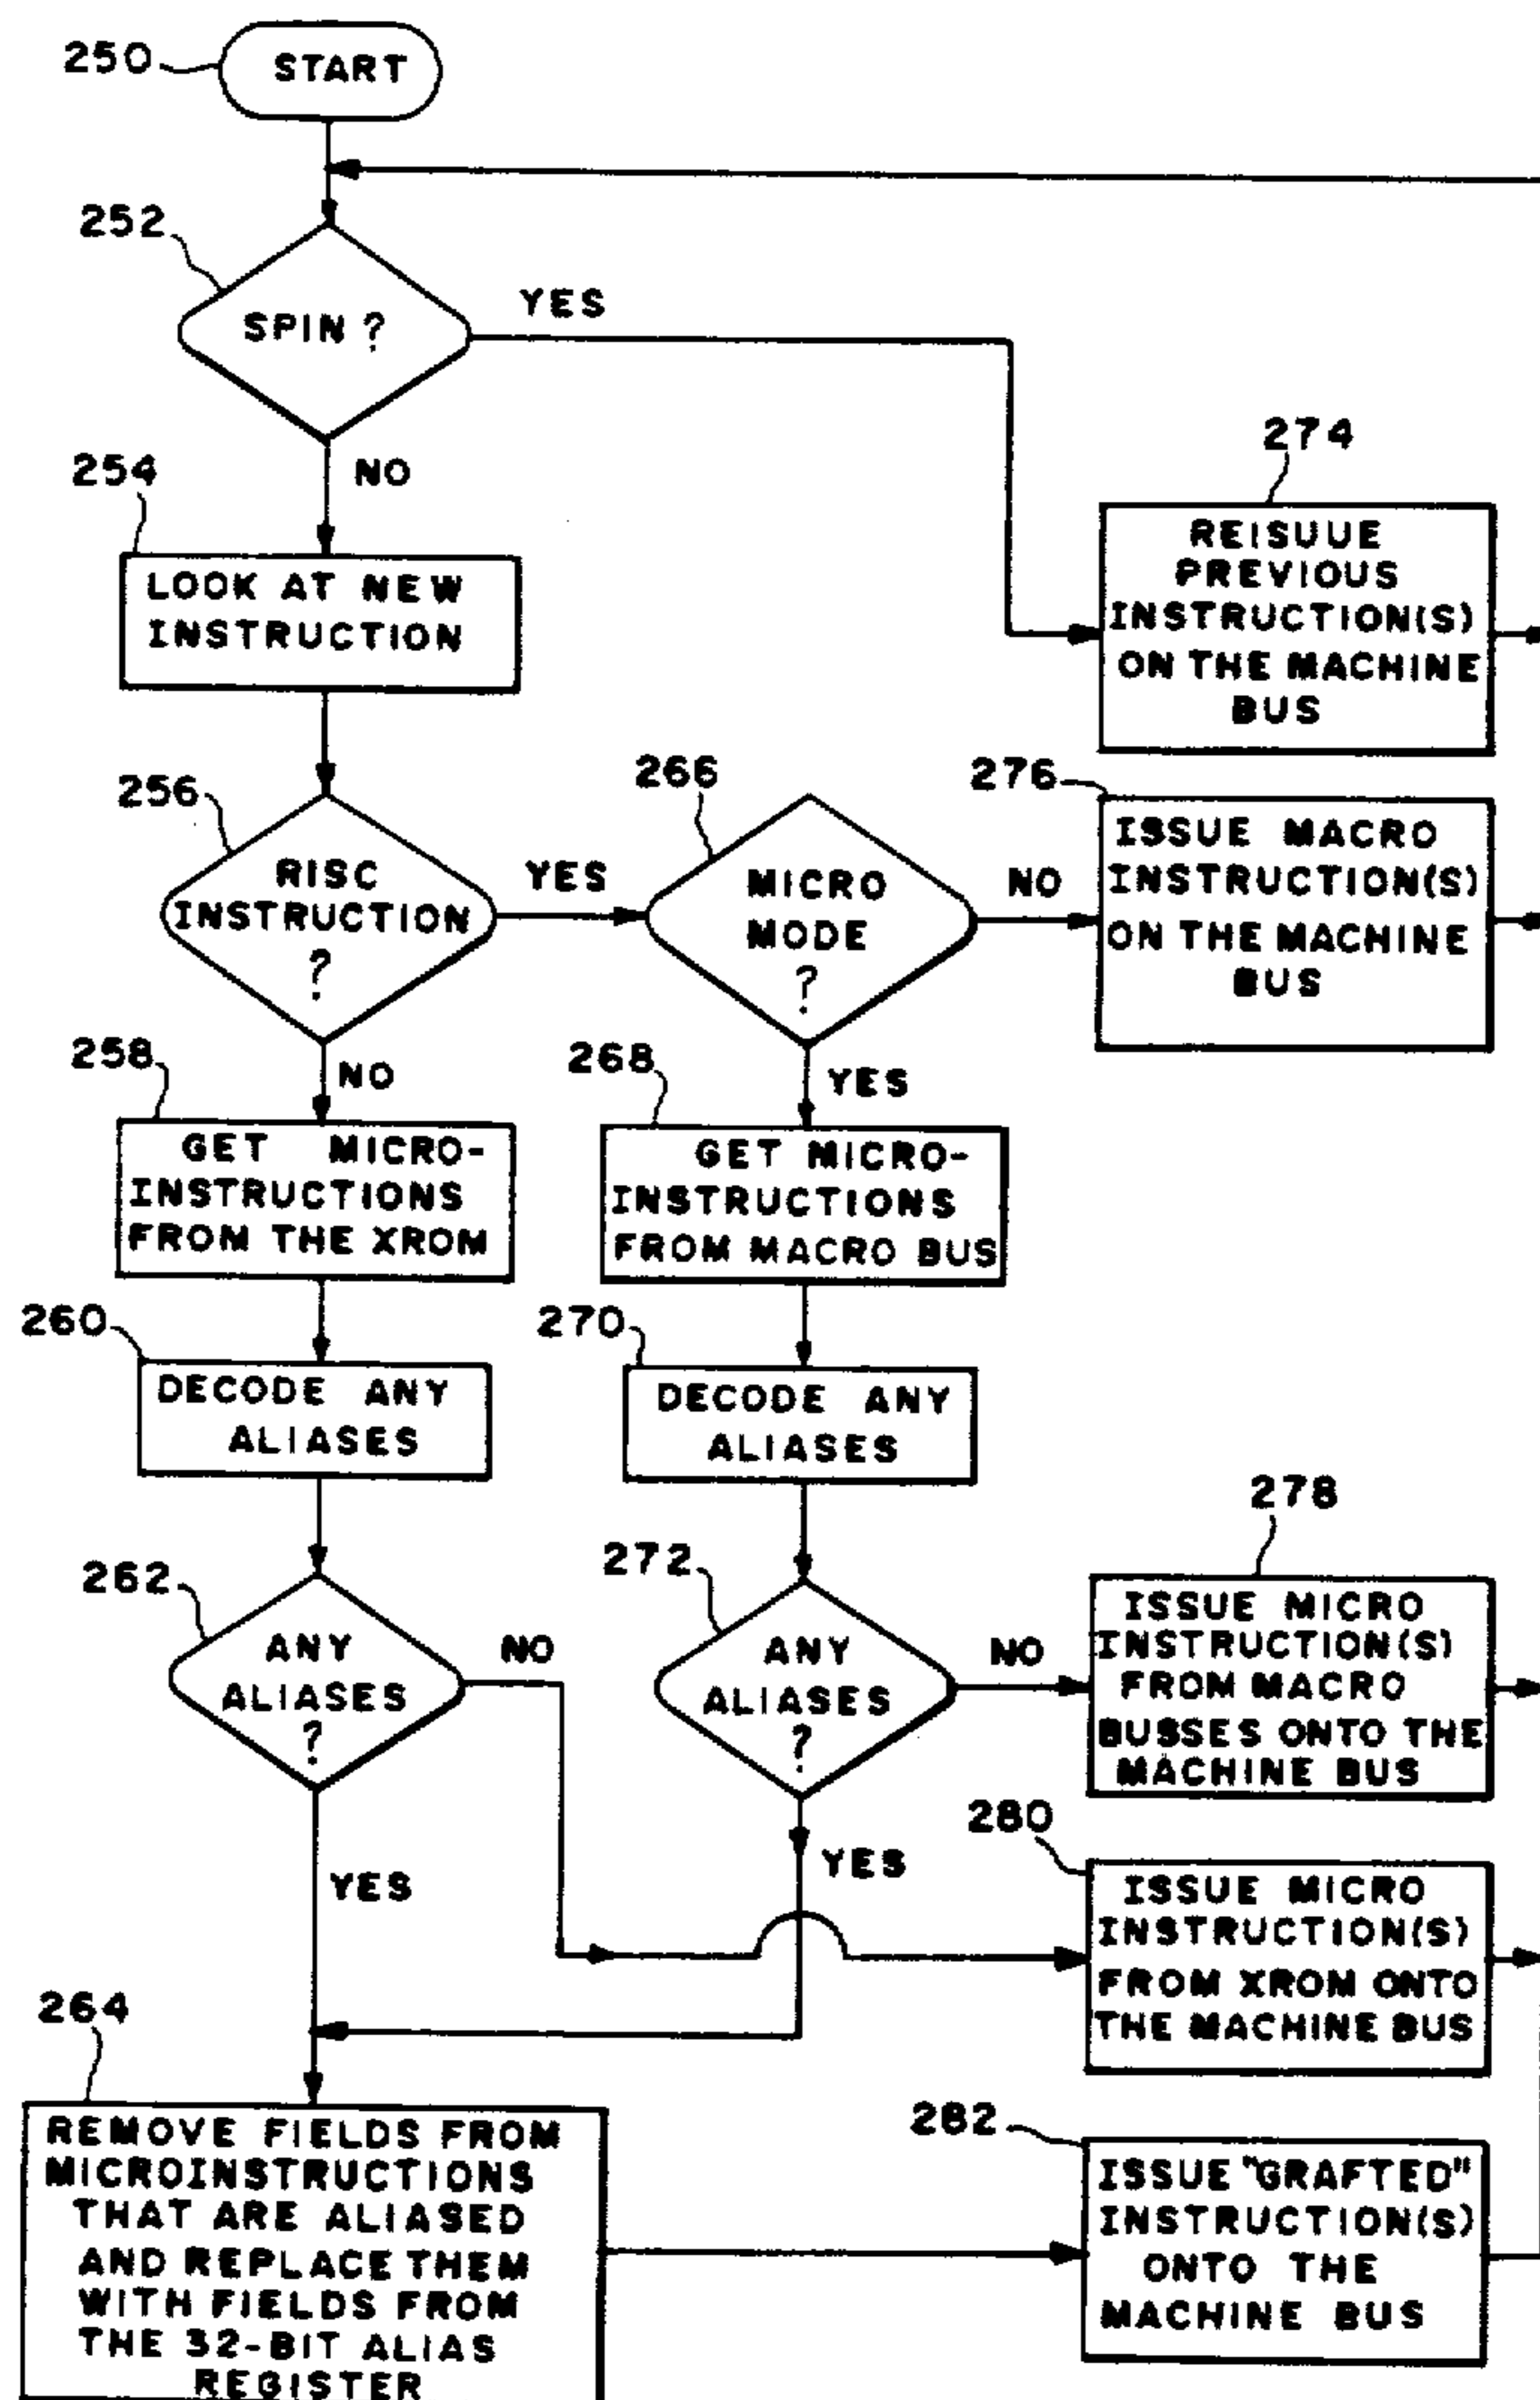 250
START
252
SPIN ?
YES
NO
254
LOOK AT NEW
INSTRUCTION
274
REISUUE
PREVIOUS
INSTRUCTION(S)
ON THE MACHINE
BUS
256
RISC
INSTRUCTION
?
YES
266
MICRO
MODE
?
NO
276
ISSUE MACRO
INSTRUCTION(S)
ON THE MACHINE
BUS
NO
YES
258
GET MICRO-
INSTRUCTIONS
FROM THE XROM
268
GET MICRO-
INSTRUCTIONS
FROM MACRO BUS
260
DECODE ANY
ALIASES
270
DECODE ANY
ALIASES
262
ANY
ALIASES
?
NO
YES
272
ANY
ALIASES
?
NO
YES
278
ISSUE MICRO
INSTRUCTION(S)
FROM MACRO
BUSSES ONTO THE
MACHINE BUS
280
ISSUE MICRO
INSTRUCTION(S)
FROM XROM ONTO
THE MACHINE BUS
264
REMOVE FIELDS FROM
MICROINSTRUCTIONS
THAT ARE ALIASED
AND REPLACE THEM
WITH FIELDS FROM
THE 32-BIT ALIAS
REGISTER
282
ISSUE "GRAFTED"
INSTRUCTION(S)
ONTO THE
MACHINE BUS